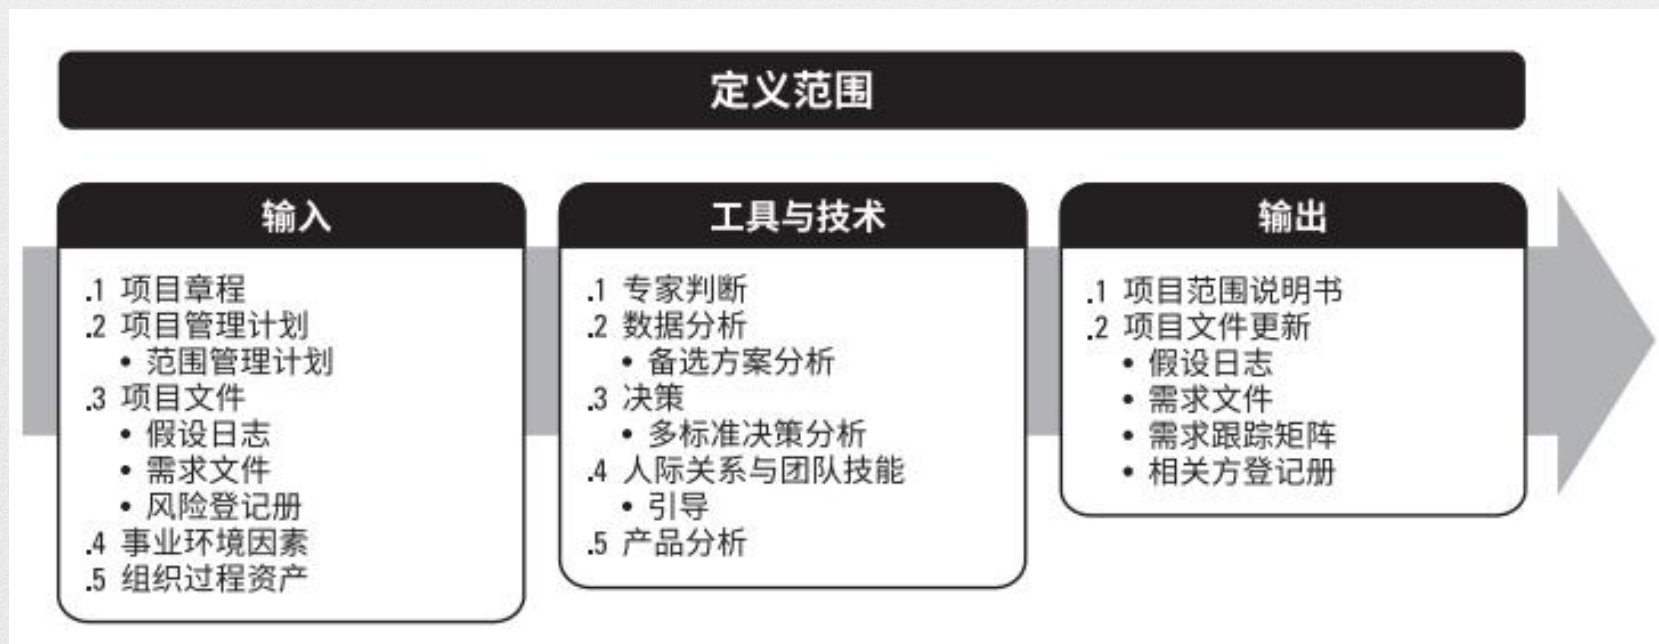 定义范围
输入
.1 项目章程
.2 项目管理计划
• 范围管理计划
.3 项目文件
• 假设日志
• 需求文件
• 风险登记册
.4 事业环境因素
.5 组织过程资产
工具与技术
.1 专家判断
.2 数据分析
• 备选方案分析
.3 决策
• 多标准决策分析
.4 人际关系与团队技能
• 引导
.5 产品分析
输出
.1 项目范围说明书
.2 项目文件更新
• 假设日志
• 需求文件
• 需求跟踪矩阵
• 相关方登记册